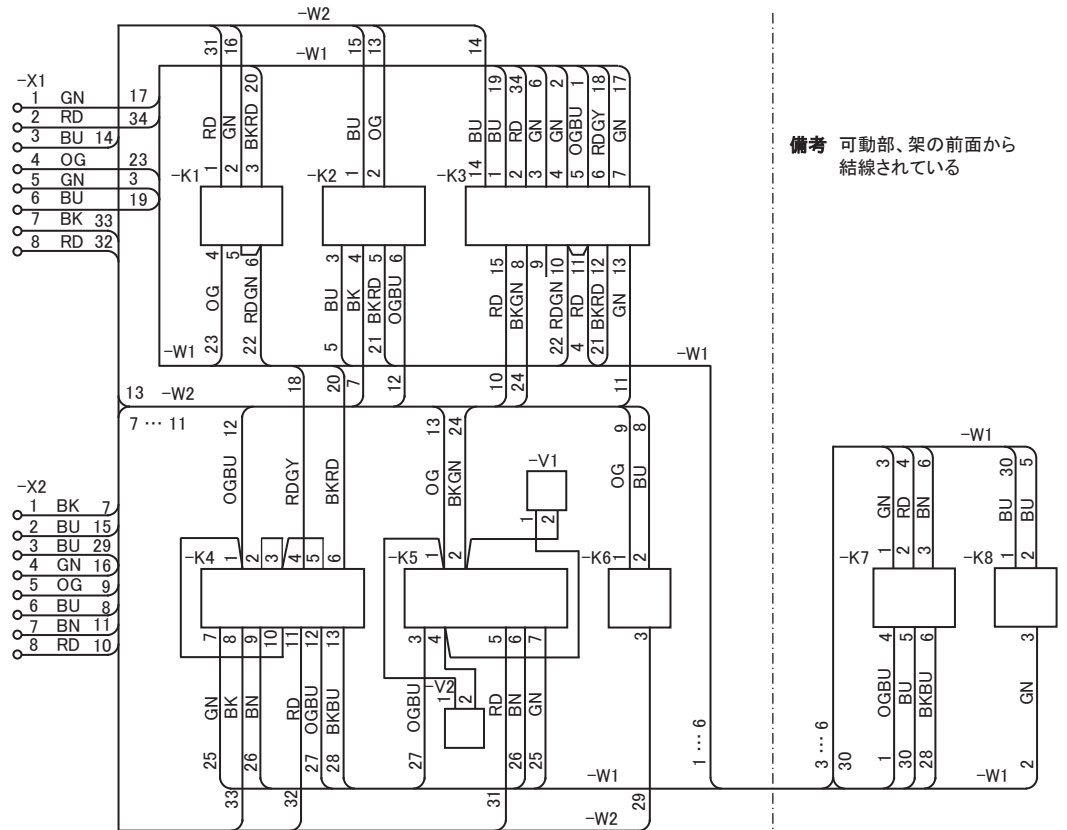 -W2
31 16 15 13 14
-W1
20 19 34 6 2 1 18 17
-X1
1 GN 17
2 RD 34
3 BU 14
4 OG 23
5 GN 3
6 BU 19
7 BK 33
8 RD 32
備考 可動部、架の前面から
結線されている
RD GN BKRD BU OG BU BU RD GN GN OGBU RDGY GN
-K1 1 2 3
-K2 1 2
-K3 14 1 2 3 4 5 6 7
4 5 6 3 4 5 6 15 8 9 10 11 12 13
OG RDGN BU BK BKRD OGBU RD BKGN RDGN RD BKRD GN
23 22 5 21 22 4 21
-W1 -W1
18 20 7 12 10 24 11
13 -W2
7 … 11
12 13 24 9 8
OGBU RDGY BKRD OG BKGN OG BU
-V1
1 2
-W1
3 4 6 30 5
GN RD BN BU BU
-X2
1 BK 7
2 BU 15
3 BU 29
4 GN 16
5 OG 9
6 BU 8
7 BN 11
8 RD 10
-K4 1 2 3 4 5 6
-K5 1 2
-K6 1 2
-K7 1 2 3
-K8 1 2
7 8 9 10 11 12 13 3 4 5 6 7 3 4 5 6 3
GN BK BN RD OGBU BKBU OGBU RD BN GN OGBU BU BKBU GN
-V2
1 2
25 26 27 28 27 26 25
1 … 6
3 … 6
30
1 30 28 2
-W1 -W1
33 32 31 29
-W2